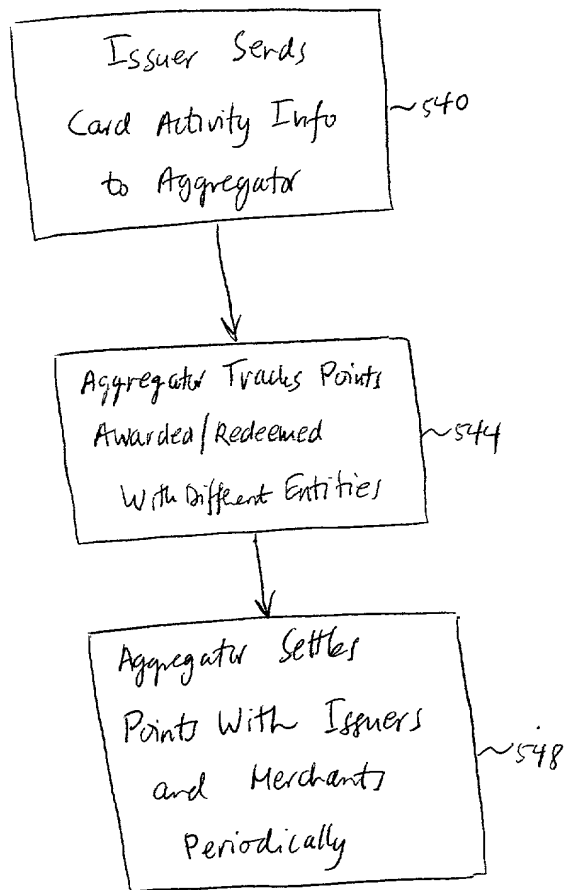 Issuer Sends
Card Activity Info
to Aggregator
~540
Aggregator Tracks Points
Awarded/Redeemed
With Different Entities
~544
Aggregator Settles
Points With Issuers
and Merchants
Periodically
~548